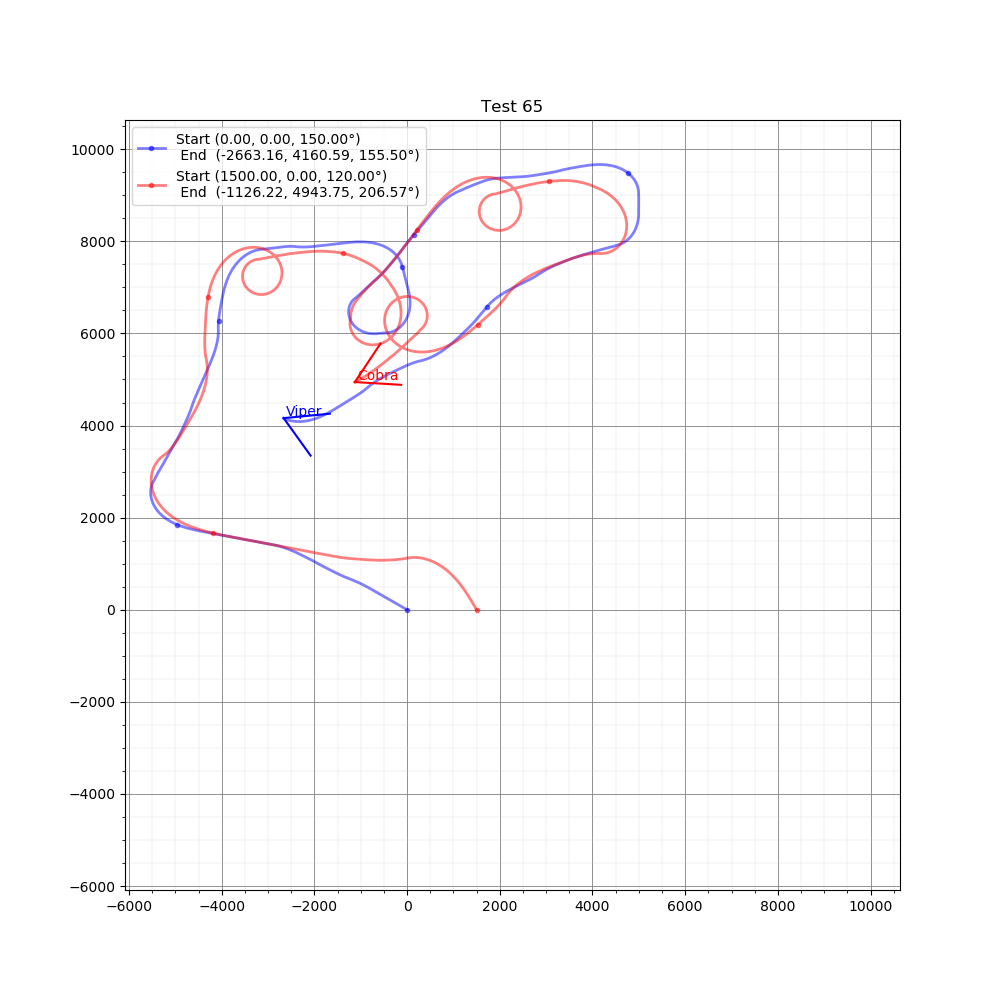 Test 65
Start (0.00, 0.00, 150.00°)
End (-2663.16, 4160.59, 155.50°)
Start (1500.00, 0.00, 120.00°)
End (-1126.22, 4943.75, 206.57°)
10000
8000
6000
4000
2000
0
−2000
−4000
−6000
Cobra
Viper
−6000 −4000 −2000 0 2000 4000 6000 8000 10000